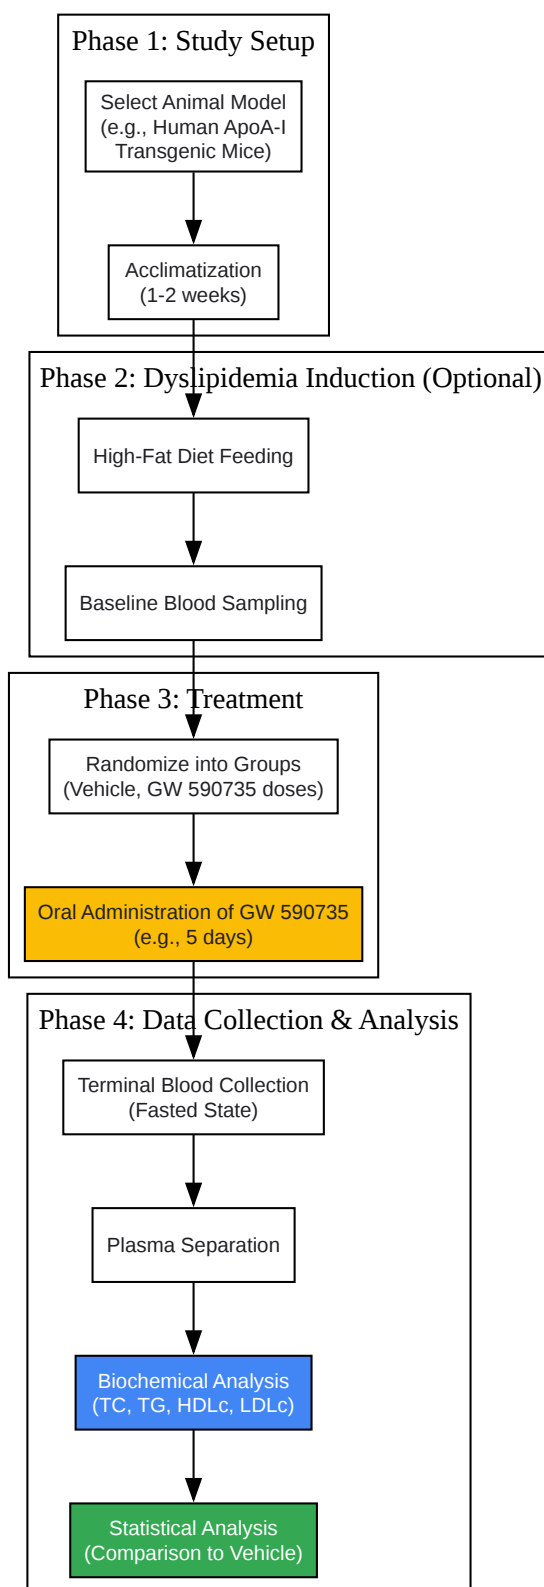 Phase 1: Study Setup
Select Animal Model
(e.g., Human ApoA-I
Transgenic Mice)
Acclimatization
(1-2 weeks)
Phase 2: Dyslipidemia Induction (Optional)
High-Fat Diet Feeding
Baseline Blood Sampling
Phase 3: Treatment
Randomize into Groups
(Vehicle, GW 590735 doses)
Oral Administration of GW 590735
(e.g., 5 days)
Phase 4: Data Collection & Analysis
Terminal Blood Collection
(Fasted State)
Plasma Separation
Biochemical Analysis
(TC, TG, HDLc, LDLc)
Statistical Analysis
(Comparison to Vehicle)